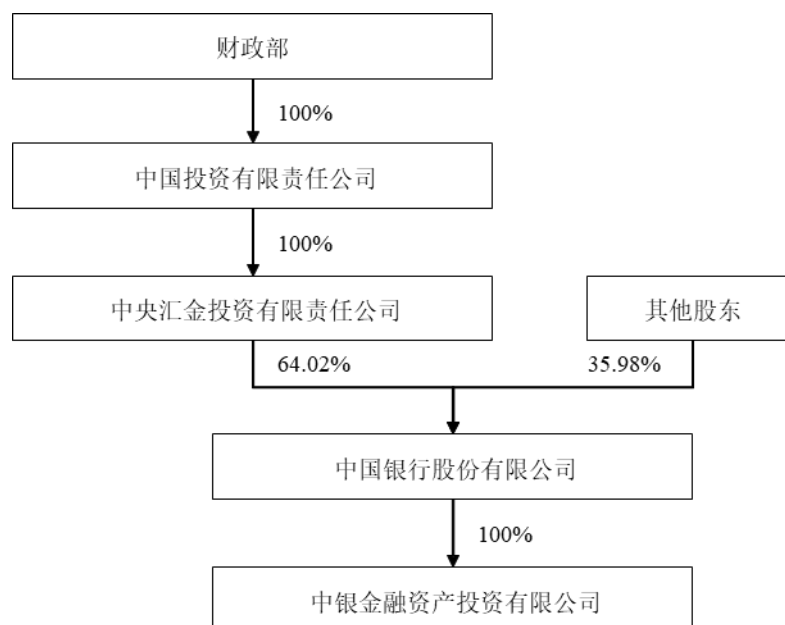 财政部
100%
中国投资有限责任公司
100%
中央汇金投资有限责任公司
其他股东
64.02%
35.98%
中国银行股份有限公司
100%
中银金融资产投资有限公司